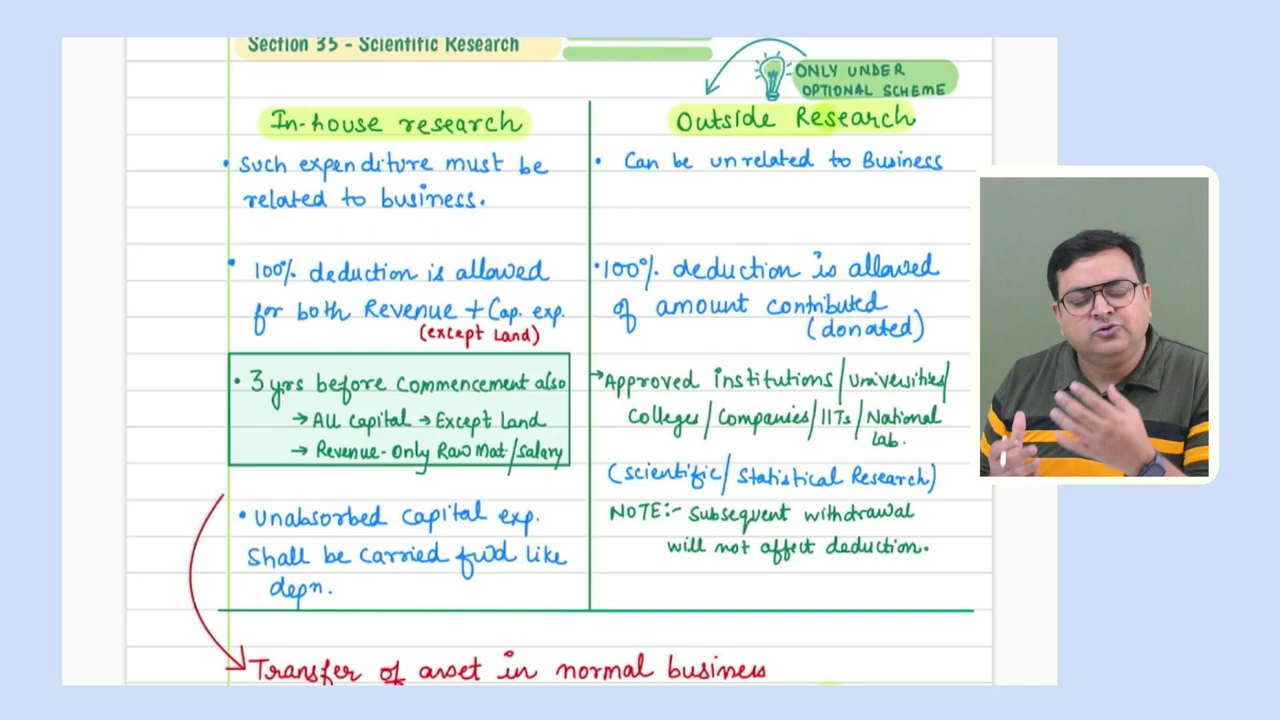 Section 35 - Scientific Research
ONLY UNDER
OPTIONAL SCHEME
In-house research
• Such expenditure must be
related to business.
• 100% deduction is allowed
for both Revenue + Cap. exp.
(except Land)
• 3 yrs before commencement also
→ All Capital → Except Land
→ Revenue - Only Raw Mat/Salary
• Unabsorbed Capital exp.
shall be carried fwd like
depn.
Outside Research
• Can be unrelated to Business
• 100% deduction is allowed
of amount contributed
(donated)
→ Approved institutions/Universities/
Colleges/Companies/IITs/National
Lab.
(Scientific/Statistical Research)
NOTE:- Subsequent withdrawal
will not affect deduction.
Transfer of asset in normal business